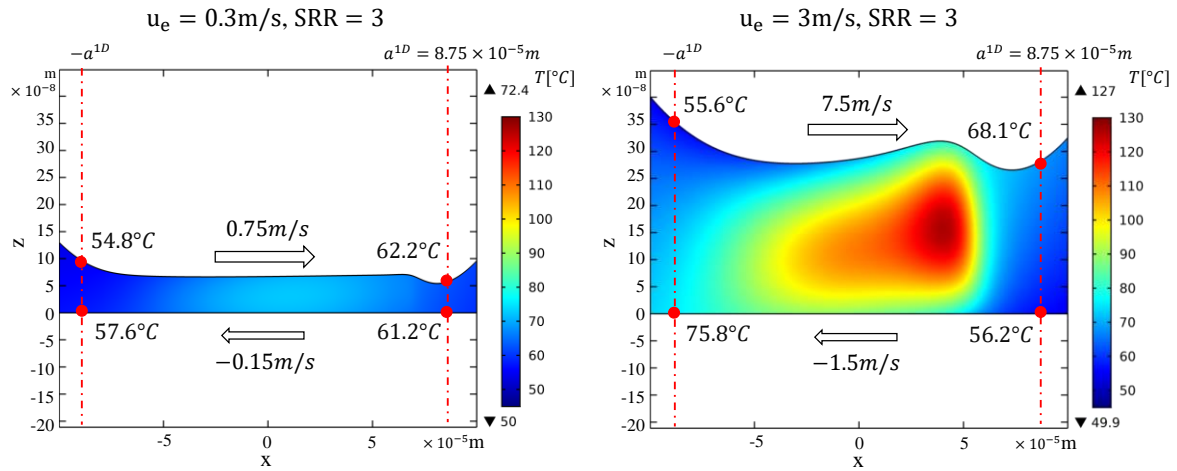 u_e = 0.3m/s, SRR = 3
−a^{1D}
a^{1D} = 8.75 × 10^{-5}m
m
× 10^{-8}
T[°C]
▲ 72.4
35
30
25
20
15
10
5
0
-5
-10
-15
-20
z
54.8°C
0.75m/s
62.2°C
57.6°C
61.2°C
−0.15m/s
130
120
110
100
90
80
70
60
50
▼ 50
-5
0
5
× 10^{-5}m
x
u_e = 3m/s, SRR = 3
−a^{1D}
a^{1D} = 8.75 × 10^{-5}m
m
× 10^{-8}
T[°C]
▲ 127
35
30
25
20
15
10
5
0
-5
-10
-15
-20
z
55.6°C
7.5m/s
68.1°C
75.8°C
56.2°C
−1.5m/s
130
120
110
100
90
80
70
60
50
▼ 49.9
-5
0
5
× 10^{-5}m
x